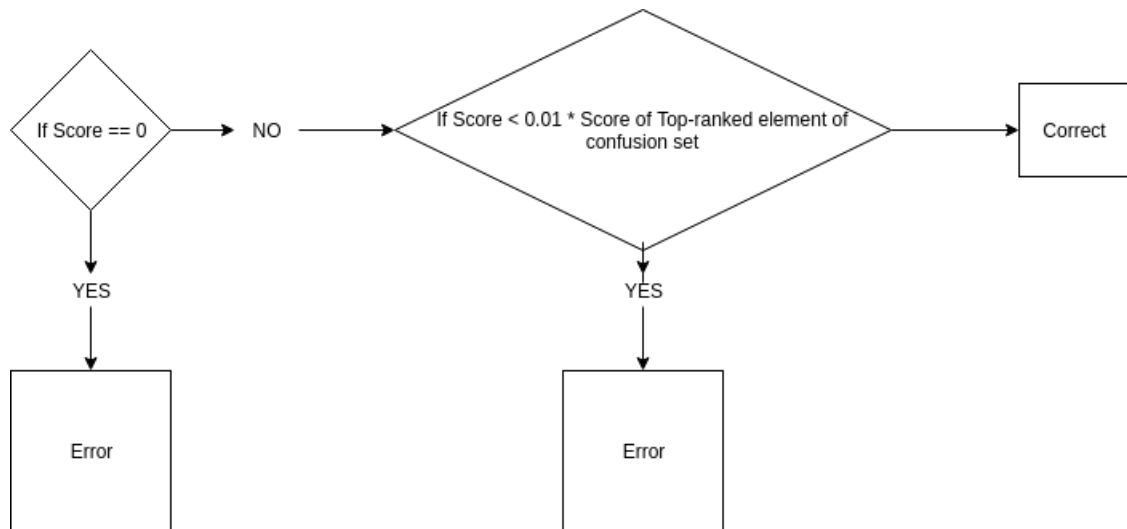 If Score == 0
NO
If Score < 0.01 * Score of Top-ranked element of
confusion set
Correct
YES
YES
Error
Error